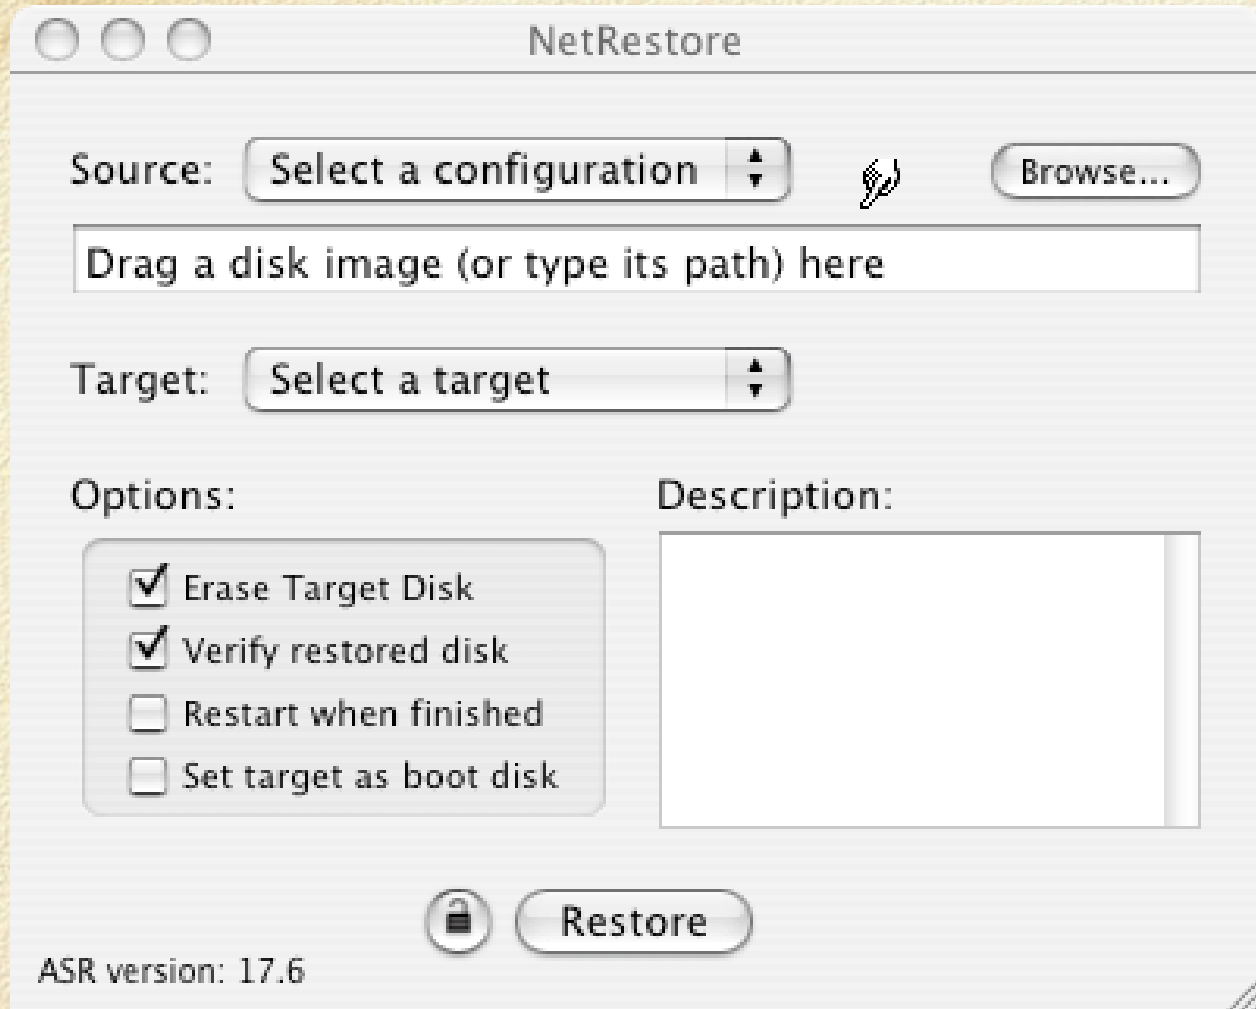 NetRestore
Source: Select a configuration Browse...
Drag a disk image (or type its path) here
Target: Select a target
Options:
Description:
Erase Target Disk
Verify restored disk
Restart when finished
Set target as boot disk
Restore
ASR version: 17.6